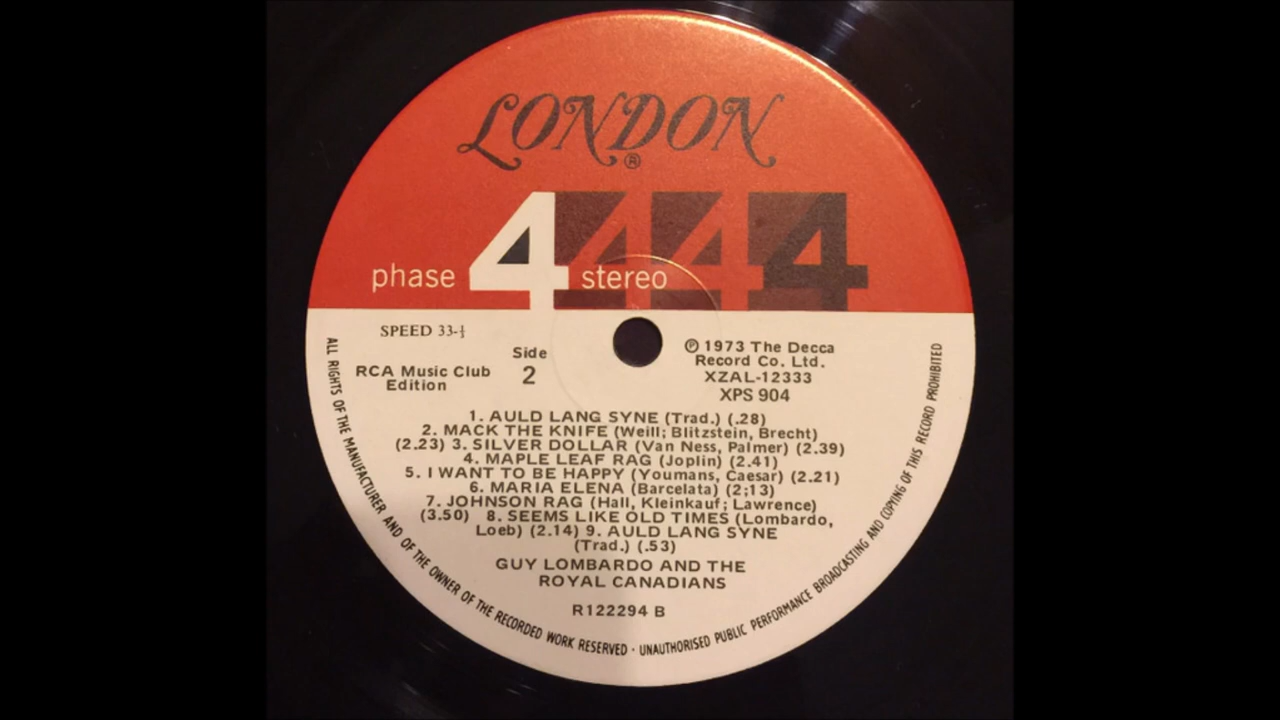 LONDON
®
phase 4 stereo 444
SPEED 33-⅓
RCA Music Club
Edition
Side
2
℗ 1973 The Decca
Record Co. Ltd.
XZAL-12333
XPS 904
1. AULD LANG SYNE (Trad.) (.28)
2. MACK THE KNIFE (Weill; Blitzstein, Brecht)
(2.23) 3. SILVER DOLLAR (Van Ness, Palmer) (2.39)
4. MAPLE LEAF RAG (Joplin) (2.41)
5. I WANT TO BE HAPPY (Youmans, Caesar) (2.21)
6. MARIA ELENA (Barcelata) (2;13)
7. JOHNSON RAG (Hall, Kleinkauf; Lawrence)
(3.50) 8. SEEMS LIKE OLD TIMES (Lombardo,
Loeb) (2.14) 9. AULD LANG SYNE
(Trad.) (.53)
GUY LOMBARDO AND THE
ROYAL CANADIANS
R122294 B
ALL RIGHTS OF THE MANUFACTURER AND OF THE OWNER OF THE RECORDED WORK RESERVED · UNAUTHORISED PUBLIC PERFORMANCE BROADCASTING AND COPYING OF THIS RECORD PROHIBITED